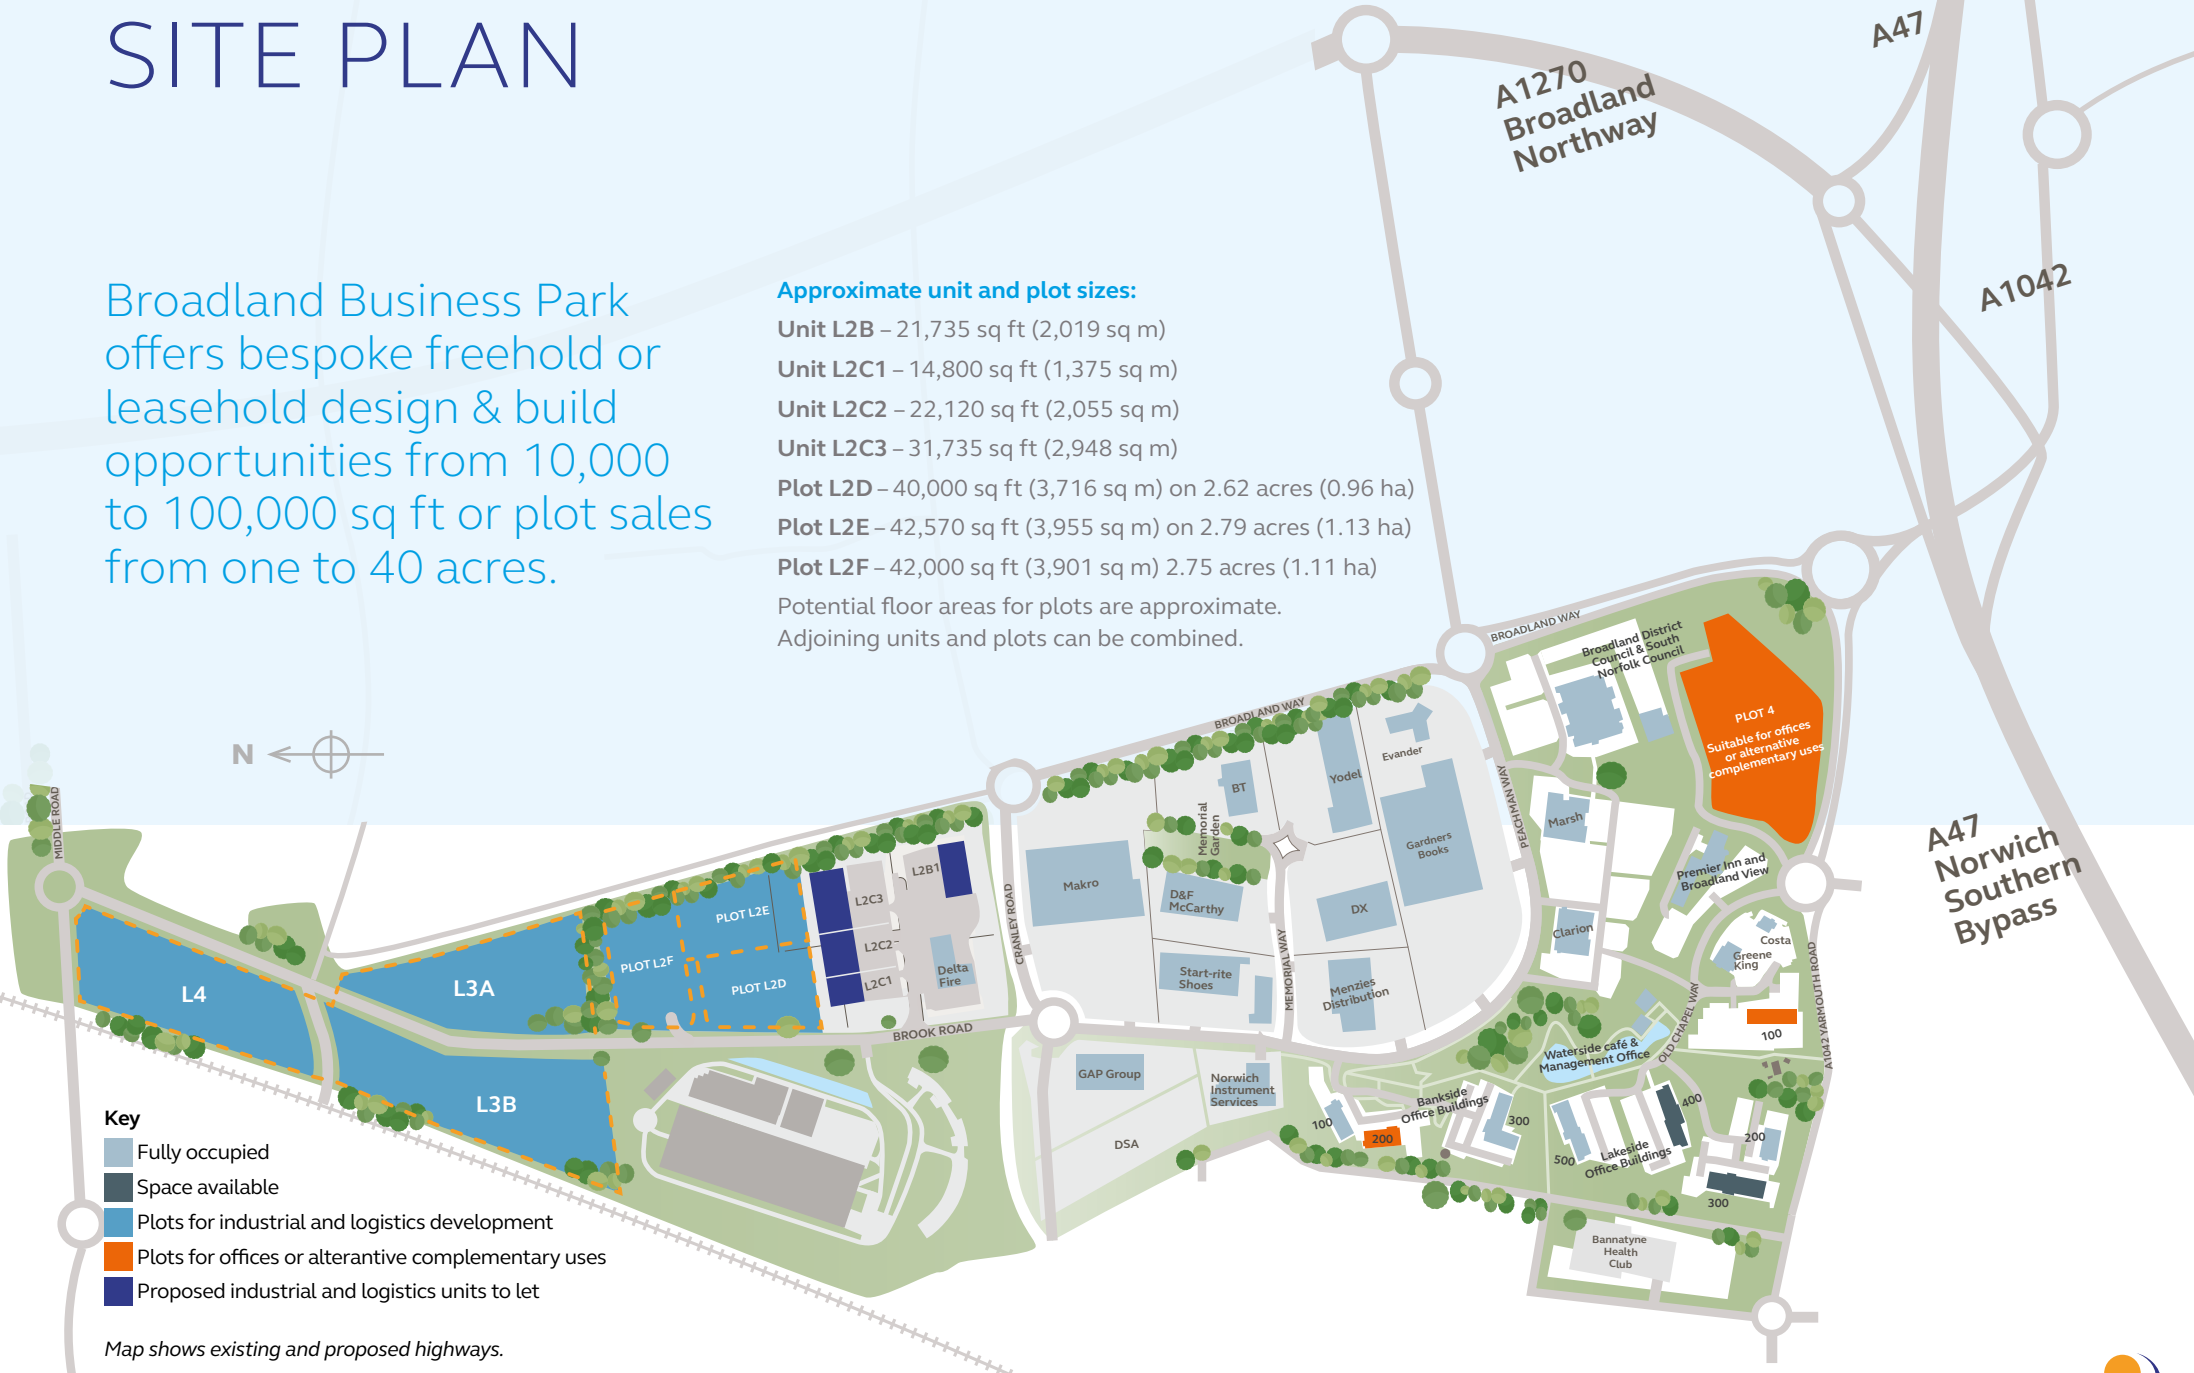 SITE PLAN
Broadland Business Park
offers bespoke freehold or
leasehold design & build
opportunities from 10,000
to 100,000 sq ft or plot sales
from one to 40 acres.
Approximate unit and plot sizes:
Unit L2B – 21,735 sq ft (2,019 sq m)
Unit L2C1 – 14,800 sq ft (1,375 sq m)
Unit L2C2 – 22,120 sq ft (2,055 sq m)
Unit L2C3 – 31,735 sq ft (2,948 sq m)
Plot L2D – 40,000 sq ft (3,716 sq m) on 2.62 acres (0.96 ha)
Plot L2E – 42,570 sq ft (3,955 sq m) on 2.79 acres (1.13 ha)
Plot L2F – 42,000 sq ft (3,901 sq m) 2.75 acres (1.11 ha)
Potential floor areas for plots are approximate.
Adjoining units and plots can be combined.
A1270
Broadland
Northway
A47
A1042
A47
Norwich
Southern
Bypass
N
MIDDLE ROAD
L4
L3A
L3B
PLOT L2F
PLOT L2E
PLOT L2D
L2C3
L2C2
L2C1
L2B1
Delta
Fire
BROOK ROAD
CRANLEY ROAD
BROADLAND WAY
BROADLAND WAY
Makro
Memorial
Garden
BT
Yodel
Evander
Gardners
Books
D&F
McCarthy
DX
Start-rite
Shoes
MEMORIAL WAY
Menzies
Distribution
PEACHMAN WAY
Broadland District
Council & South
Norfolk Council
PLOT 4
Suitable for offices
or alternative
complementary uses
Marsh
Premier Inn and
Broadland View
Clarion
Costa
Greene
King
100
OLD CHAPEL WAY
A1042 YARMOUTH ROAD
Waterside café &
Management Office
GAP Group
Norwich
Instrument
Services
DSA
Bankside
Office Buildings
100
200
300
Lakeside
Office Buildings
500
400
200
300
Bannatyne
Health
Club
Key
Fully occupied
Space available
Plots for industrial and logistics development
Plots for offices or alterantive complementary uses
Proposed industrial and logistics units to let
Map shows existing and proposed highways.